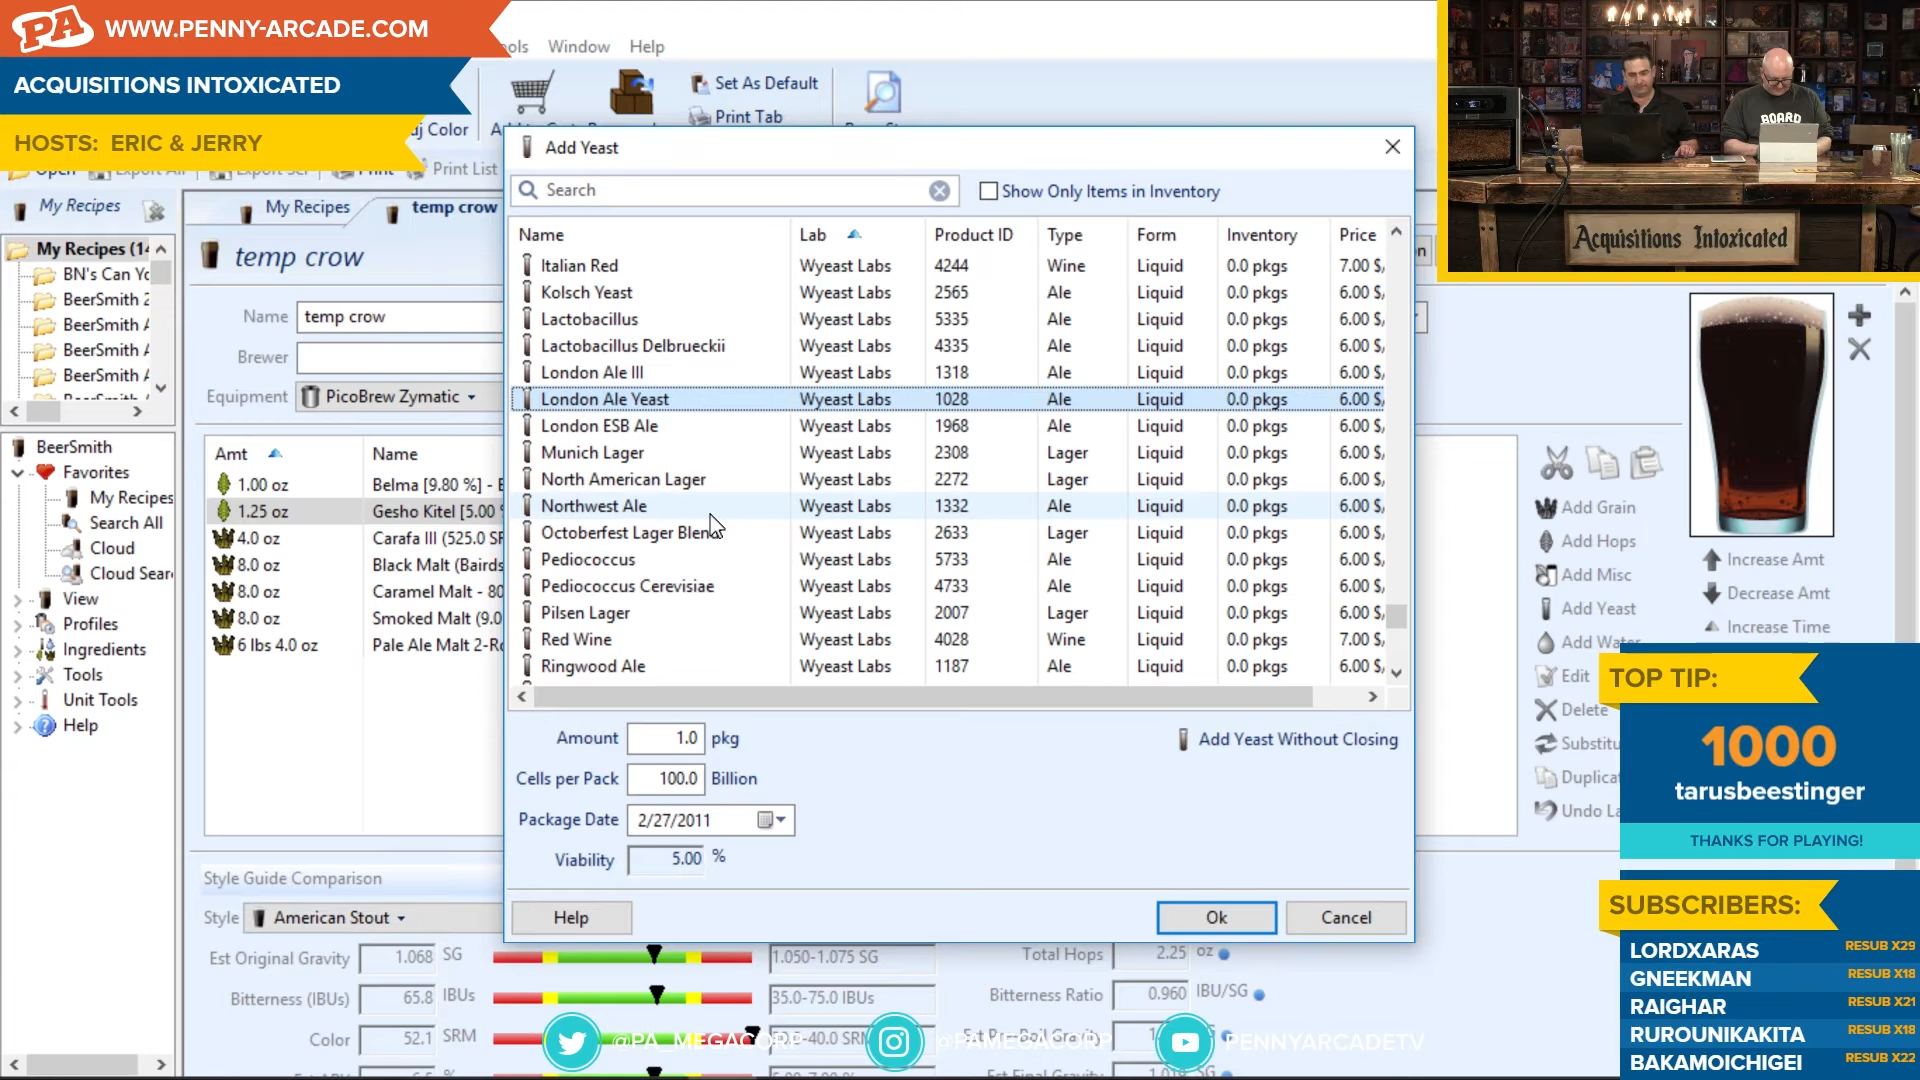 PA WWW.PENNY-ARCADE.COM
ACQUISITIONS INTOXICATED
HOSTS: ERIC & JERRY
Window Help
Set As Default
Print Tab
Color
Print
Print List
My Recipes
My Recipes
temp crow
temp crow
My Recipes (14
BN's Can Yo
BeerSmith 2
BeerSmith A
BeerSmith A
BeerSmith A
Name temp crow
Brewer
Equipment PicoBrew Zymatic
Amt Name
1.00 oz Belma [9.80 %] -
1.25 oz Gesho Kitel [5.00
4.0 oz Carafa III (525.0 SR
8.0 oz Black Malt (Bairds
8.0 oz Caramel Malt - 80
8.0 oz Smoked Malt (9.0
6 lbs 4.0 oz Pale Ale Malt 2-Ro
BeerSmith
Favorites
My Recipes
Search All
Cloud
Cloud Sear
View
Profiles
Ingredients
Tools
Unit Tools
Help
Add Yeast
Search
Show Only Items in Inventory
Name Lab Product ID Type Form Inventory Price
Italian Red Wyeast Labs 4244 Wine Liquid 0.0 pkgs 7.00 $/
Kolsch Yeast Wyeast Labs 2565 Ale Liquid 0.0 pkgs 6.00 $/
Lactobacillus Wyeast Labs 5335 Ale Liquid 0.0 pkgs 6.00 $/
Lactobacillus Delbrueckii Wyeast Labs 4335 Ale Liquid 0.0 pkgs 6.00 $/
London Ale III Wyeast Labs 1318 Ale Liquid 0.0 pkgs 6.00 $/
London Ale Yeast Wyeast Labs 1028 Ale Liquid 0.0 pkgs 6.00 $/
London ESB Ale Wyeast Labs 1968 Ale Liquid 0.0 pkgs 6.00 $/
Munich Lager Wyeast Labs 2308 Lager Liquid 0.0 pkgs 6.00 $/
North American Lager Wyeast Labs 2272 Lager Liquid 0.0 pkgs 6.00 $/
Northwest Ale Wyeast Labs 1332 Ale Liquid 0.0 pkgs 6.00 $/
Octoberfest Lager Blen Wyeast Labs 2633 Lager Liquid 0.0 pkgs 6.00 $/
Pediococcus Wyeast Labs 5733 Ale Liquid 0.0 pkgs 6.00 $/
Pediococcus Cerevisiae Wyeast Labs 4733 Ale Liquid 0.0 pkgs 6.00 $/
Pilsen Lager Wyeast Labs 2007 Lager Liquid 0.0 pkgs 6.00 $/
Red Wine Wyeast Labs 4028 Wine Liquid 0.0 pkgs 7.00 $/
Ringwood Ale Wyeast Labs 1187 Ale Liquid 0.0 pkgs 6.00 $/
Amount 1.0 pkg
Add Yeast Without Closing
Cells per Pack 100.0 Billion
Package Date 2/27/2011
Viability 5.00 %
Help Ok Cancel
BOARD
Acquisitions Intoxicated
Add Grain
Add Hops
Add Misc
Add Yeast
Add Water
Edit
Delete
Substitu
Duplicat
Undo La
Increase Amt
Decrease Amt
Increase Time
TOP TIP:
1000
tarusbeestinger
THANKS FOR PLAYING!
SUBSCRIBERS:
LORDXARAS RESUB X29
GNEEKMAN RESUB X18
RAIGHAR RESUB X21
RUROUNIKAKITA RESUB X18
BAKAMOICHIGEI RESUB X22
Style Guide Comparison
Style American Stout
Est Original Gravity 1.068 SG 1.050-1.075 SG Total Hops 2.25 oz
Bitterness (IBUs) 65.8 IBUs 35.0-75.0 IBUs Bitterness Ratio 0.960 IBU/SG
Color 52.1 SRM -40.0 SRM
@PA_MEGACORP @PAMEGACORP PENNYARCADETV